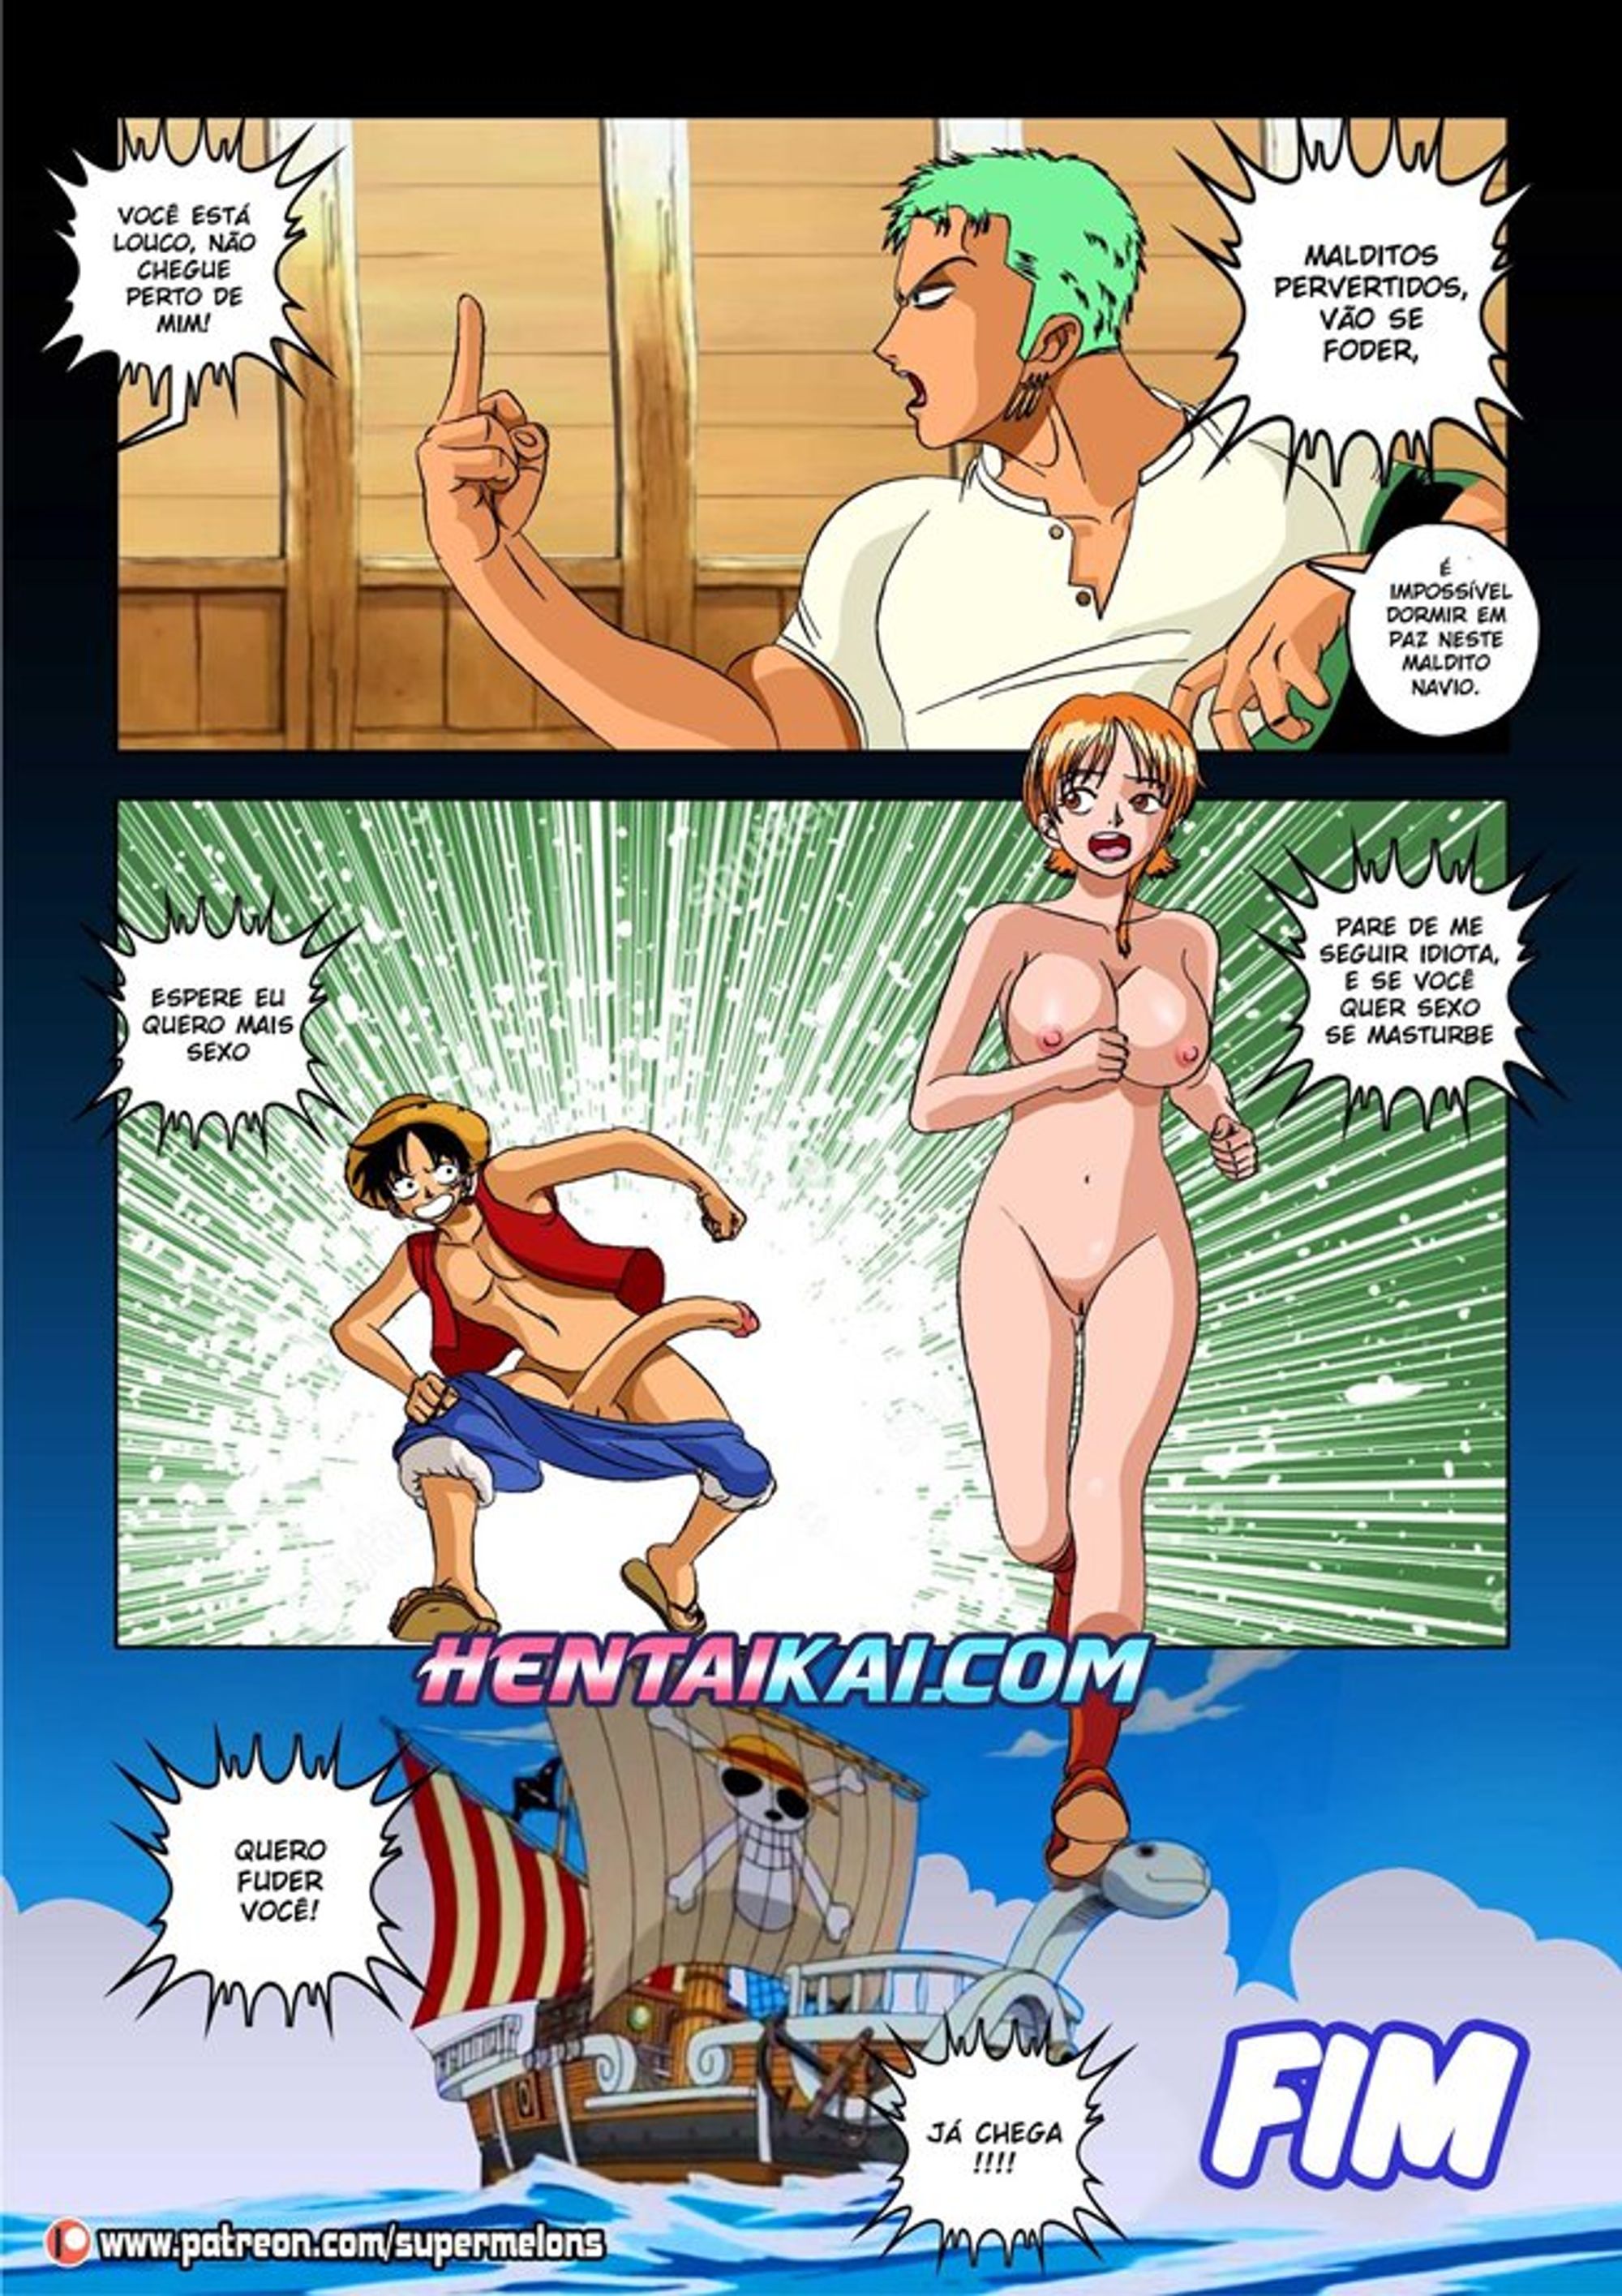 VOCÊ ESTÁ
LOUCO, NÃO
CHEGUE
PERTO DE
MIM!
MALDITOS
PERVERTIDOS,
VÃO SE
FODER,
É
IMPOSSÍVEL
DORMIR EM
PAZ NESTE
MALDITO
NAVIO.
ESPERE EU
QUERO MAIS
SEXO
PARE DE ME
SEGUIR IDIOTA,
E SE VOCÊ
QUER SEXO
SE MASTURBE
HENTAIKAI.COM
QUERO
FUDER
VOCÊ!
JÁ CHEGA
!!!!
FIM
www.patreon.com/supermelons